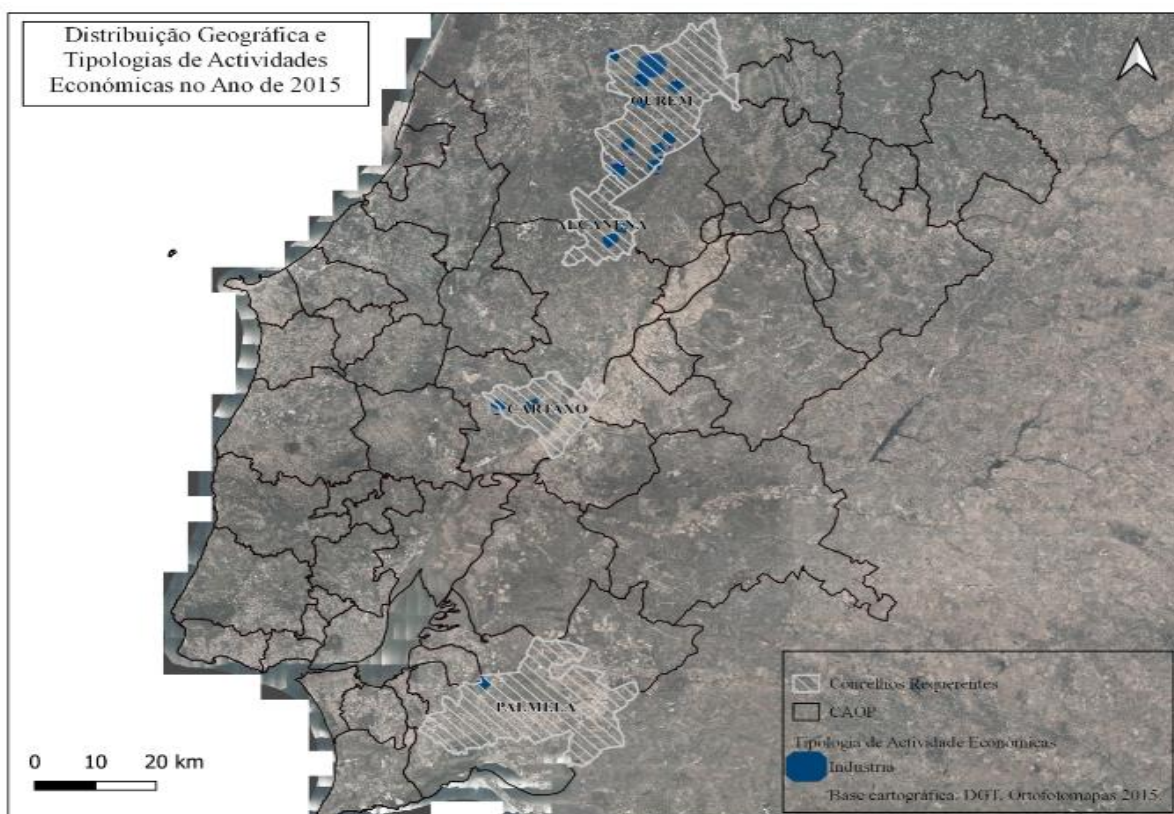 Distribuição Geográfica e
Tipologias de Actividades
Económicas no Ano de 2015
OUREM
ALCANENA
CARTAXO
PALMELA
0 10 20 km
Concelhos Requerentes
CAOP
Tipologia de Actividade Económicas
Industria
Base cartográfica: DGT, Ortofotomapas 2015.